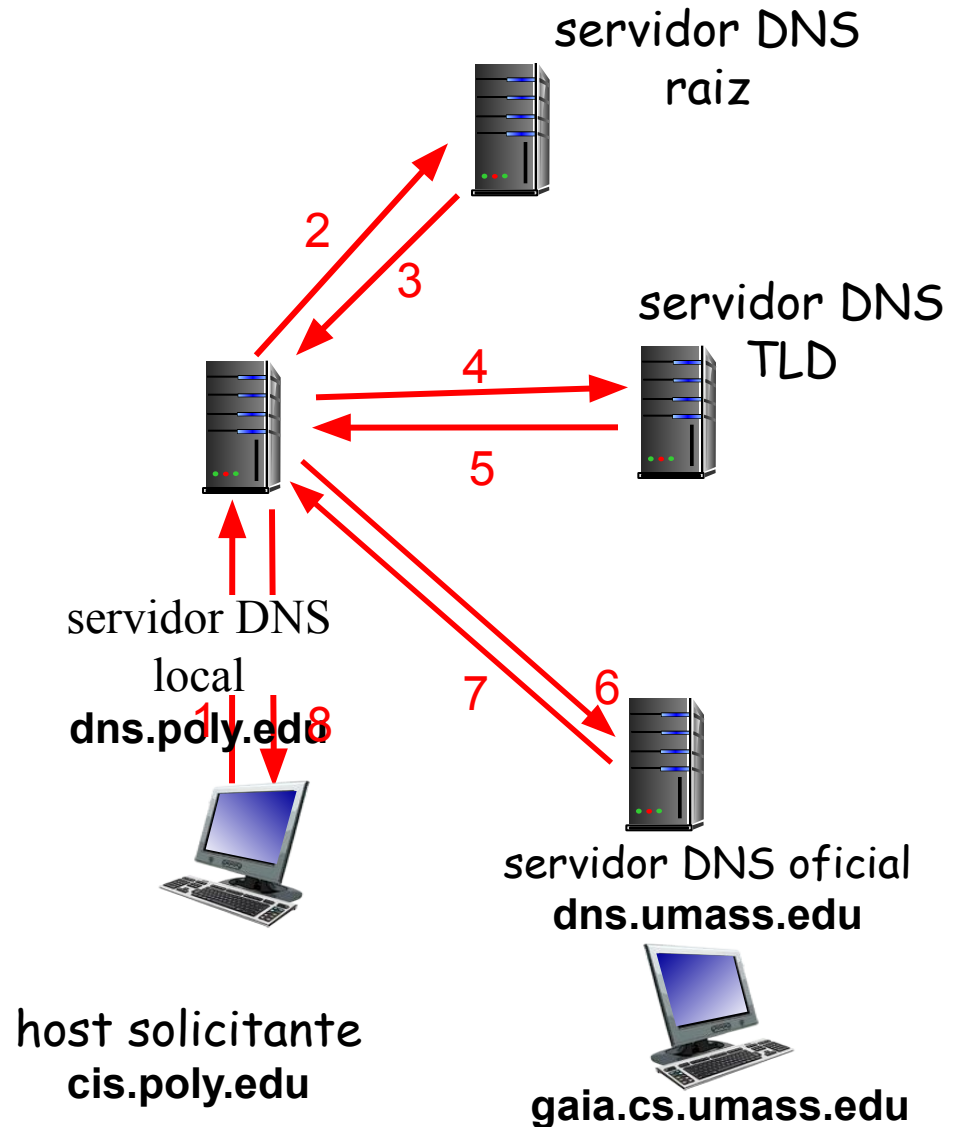 servidor DNS
raiz
2
3
servidor DNS
TLD
4
5
servidor DNS
local
dns.poly.edu
1
8
7
6
servidor DNS oficial
dns.umass.edu
host solicitante
cis.poly.edu
gaia.cs.umass.edu